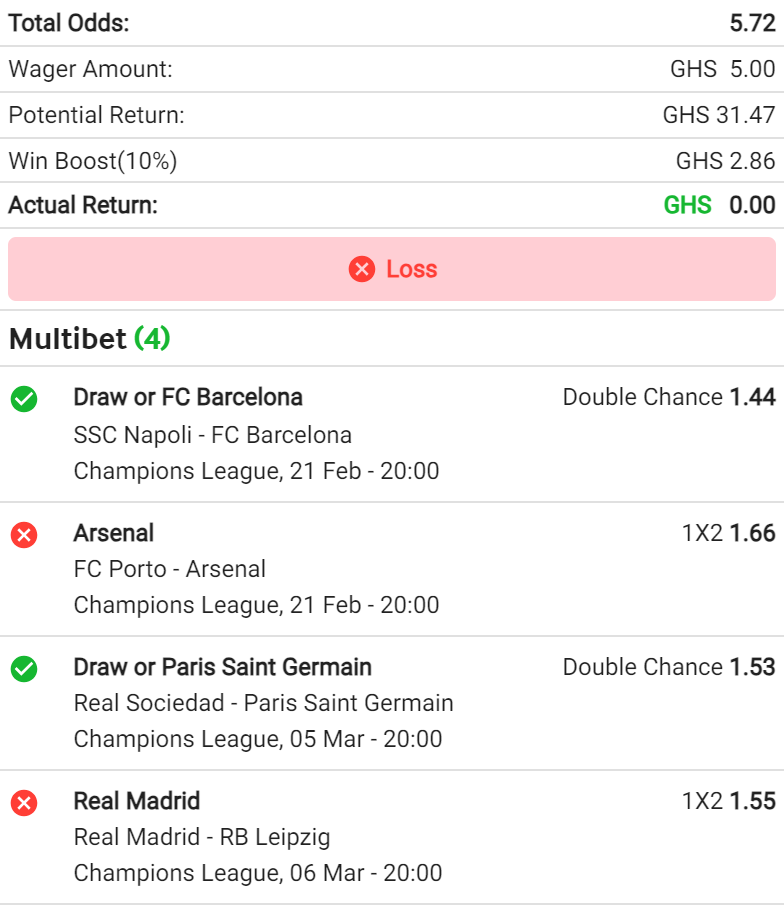 Total Odds: 5.72
Wager Amount: GHS 5.00
Potential Return: GHS 31.47
Win Boost(10%) GHS 2.86
Actual Return: GHS 0.00
Loss
Multibet (4)
Draw or FC Barcelona Double Chance 1.44
SSC Napoli - FC Barcelona
Champions League, 21 Feb - 20:00
Arsenal 1X2 1.66
FC Porto - Arsenal
Champions League, 21 Feb - 20:00
Draw or Paris Saint Germain Double Chance 1.53
Real Sociedad - Paris Saint Germain
Champions League, 05 Mar - 20:00
Real Madrid 1X2 1.55
Real Madrid - RB Leipzig
Champions League, 06 Mar - 20:00